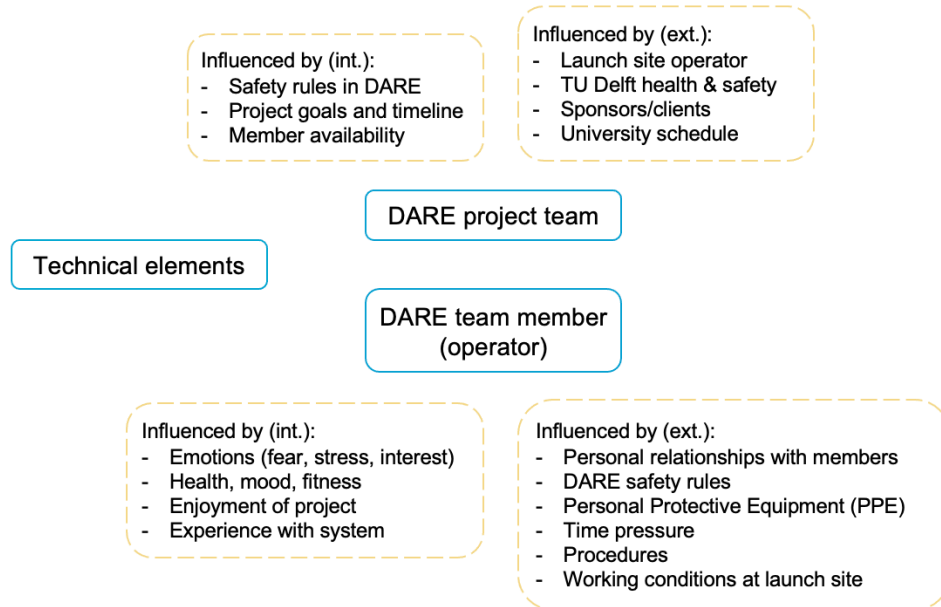 Influenced by (int.):
- Safety rules in DARE
- Project goals and timeline
- Member availability
Influenced by (ext.):
- Launch site operator
- TU Delft health & safety
- Sponsors/clients
- University schedule
DARE project team
Technical elements
DARE team member
(operator)
Influenced by (int.):
- Emotions (fear, stress, interest)
- Health, mood, fitness
- Enjoyment of project
- Experience with system
Influenced by (ext.):
- Personal relationships with members
- DARE safety rules
- Personal Protective Equipment (PPE)
- Time pressure
- Procedures
- Working conditions at launch site